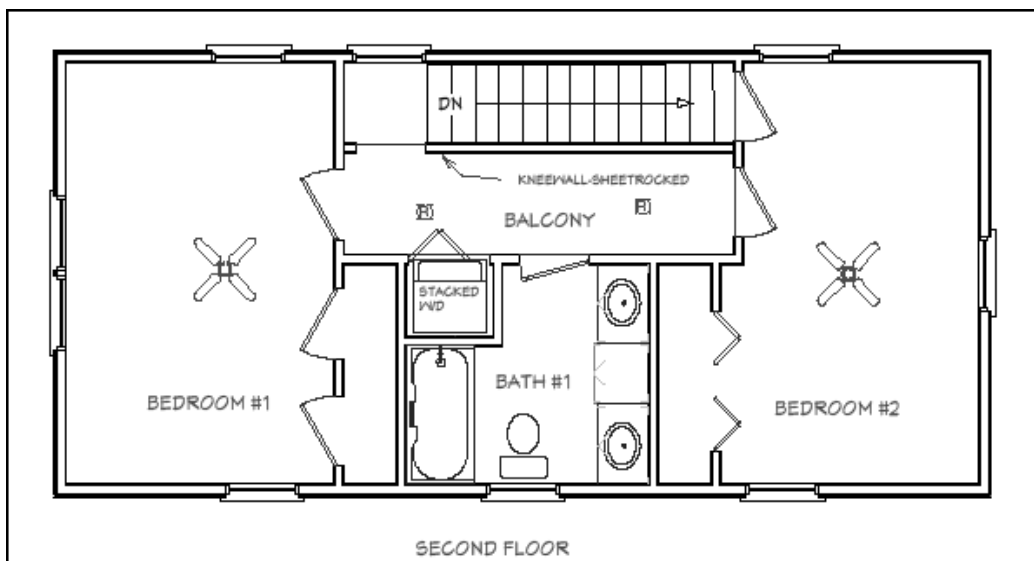 DN
KNEEWALL-SHEETROCKED
BALCONY
STACKED
W/D
BATH #1
BEDROOM #1
BEDROOM #2
SECOND FLOOR